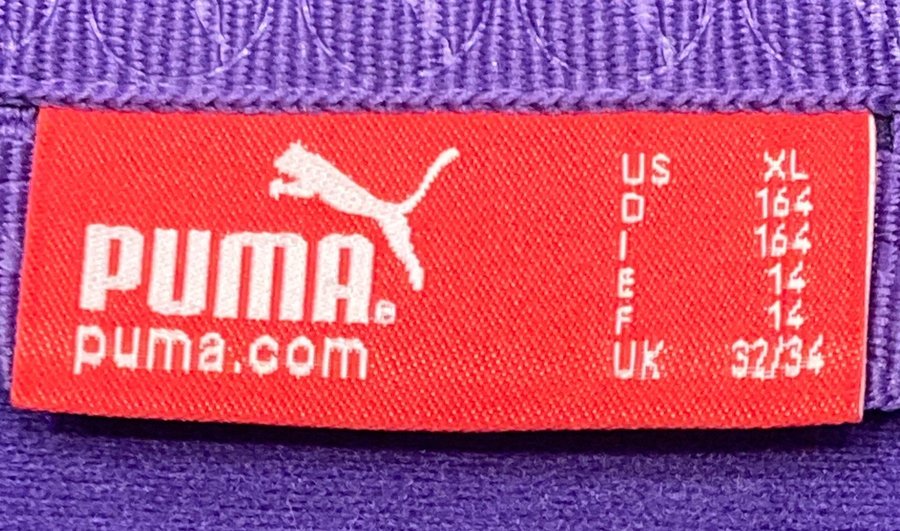 PUMA®
puma.com
US XL
D 164
I 164
E 14
F 14
UK 32/34